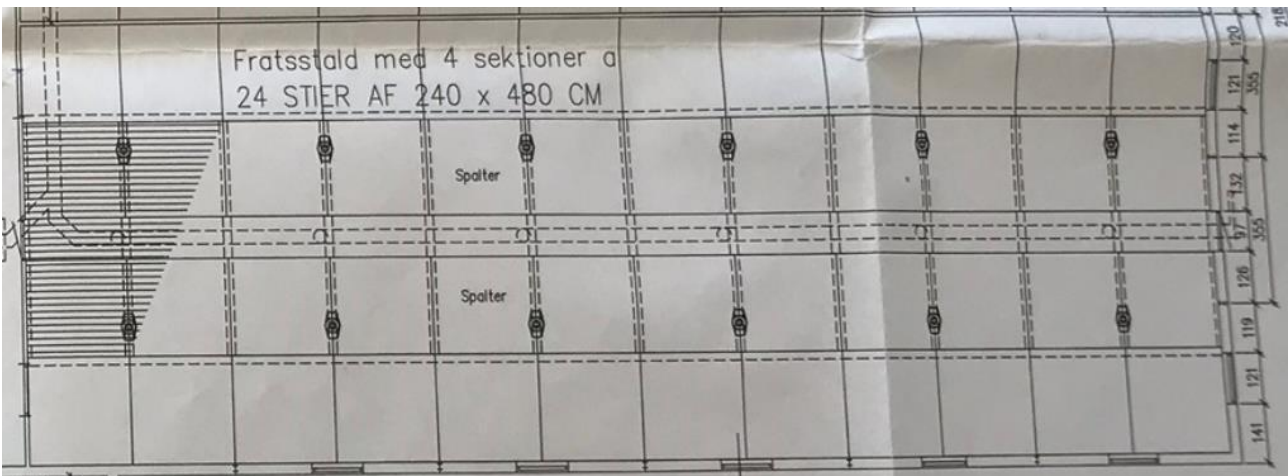 Fratsstald med 4 sektioner a
24 STIER AF 240 x 480 CM
Spalter
Spalter
120
121
355
114
132
97
355
126
119
121
141